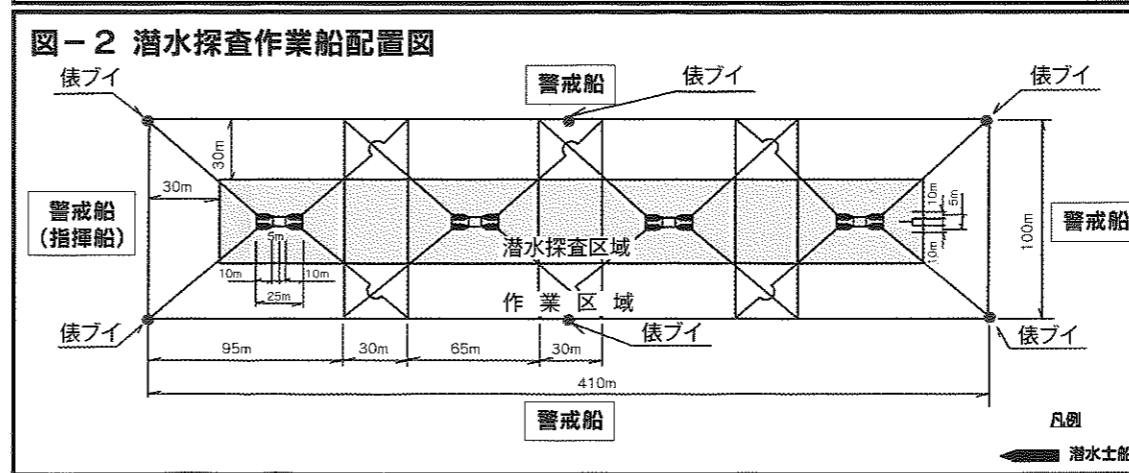 図－2 潜水探査作業船配置図
俵ブイ
警戒船
俵ブイ
俵ブイ
30m
30m
警戒船
(指揮船)
10m
5m
10m
100m
警戒船
5m
10m
10m
25m
潜水探査区域
作業区域
俵ブイ
俵ブイ
俵ブイ
95m
30m
65m
30m
410m
警戒船
凡例
潜水士船